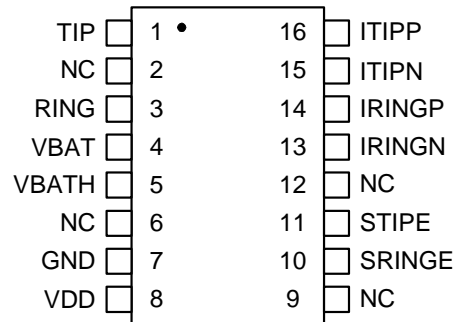 TIP 1 16 ITIPP
NC 2 15 ITIPN
RING 3 14 IRINGP
VBAT 4 13 IRINGN
VBATH 5 12 NC
NC 6 11 STIPE
GND 7 10 SRINGE
VDD 8 9 NC